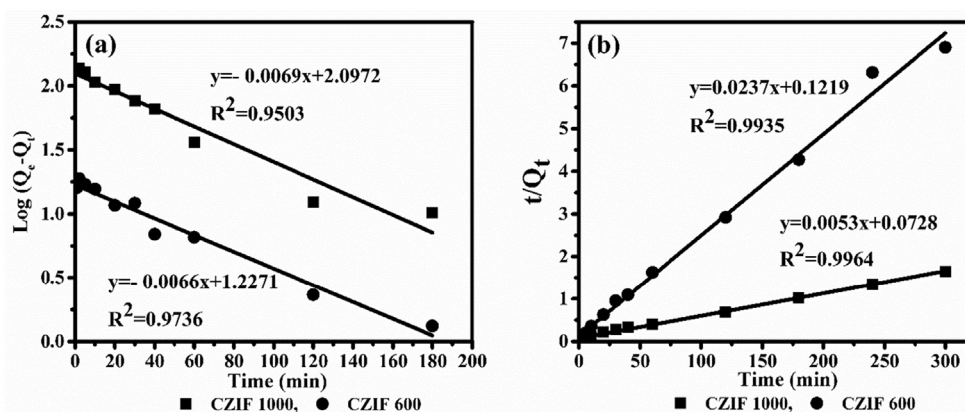 (a)
2.5
2.0
1.5
1.0
0.5
0.0
Log (Qe-Qt)
y=- 0.0069x+2.0972
R2=0.9503
y=- 0.0066x+1.2271
R2=0.9736
0 20 40 60 80 100 120 140 160 180 200
Time (min)
■ CZIF 1000, ● CZIF 600
(b)
7
6
5
4
3
2
1
0
t/Qt
y=0.0237x+0.1219
R2=0.9935
y=0.0053x+0.0728
R2=0.9964
0 50 100 150 200 250 300
Time (min)
■ CZIF 1000, ● CZIF 600